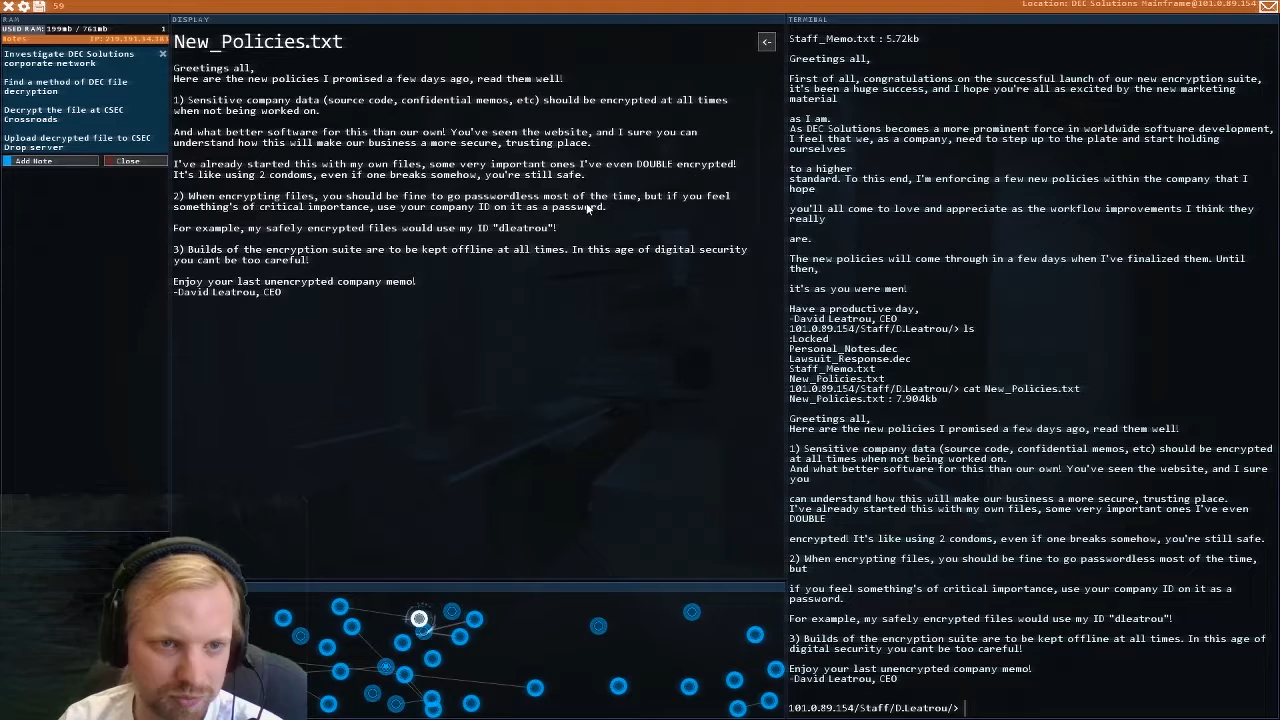 59
Location: DEC Solutions Mainframe@101.0.89.154
RAM
USED RAM: 199mb / 761mb 1
notes IP: 219.191.34.183
Investigate DEC Solutions
corporate network
Find a method of DEC file
decryption
Decrypt the file at CSEC
Crossroads
Upload decrypted file to CSEC
Drop server
Add Note
Close
DISPLAY
New_Policies.txt
<-
Greetings all,
Here are the new policies I promised a few days ago, read them well!
1) Sensitive company data (source code, confidential memos, etc) should be encrypted at all times
when not being worked on.
And what better software for this than our own! You've seen the website, and I sure you can
understand how this will make our business a more secure, trusting place.
I've already started this with my own files, some very important ones I've even DOUBLE encrypted!
It's like using 2 condoms, even if one breaks somehow, you're still safe.
2) When encrypting files, you should be fine to go passwordless most of the time, but if you feel
something's of critical importance, use your company ID on it as a password.
For example, my safely encrypted files would use my ID "dleatrou"!
3) Builds of the encryption suite are to be kept offline at all times. In this age of digital security
you cant be too careful!
Enjoy your last unencrypted company memo!
-David Leatrou, CEO
TERMINAL
Staff_Memo.txt : 5.72kb
Greetings all,
First of all, congratulations on the successful launch of our new encryption suite,
it's been a huge success, and I hope you're all as excited by the new marketing
material
as I am.
As DEC Solutions becomes a more prominent force in worldwide software development,
I feel that we, as a company, need to step up to the plate and start holding
ourselves
to a higher
standard. To this end, I'm enforcing a few new policies within the company that I
hope
you'll all come to love and appreciate as the workflow improvements I think they
really
are.
The new policies will come through in a few days when I've finalized them. Until
then,
it's as you were men!
Have a productive day,
-David Leatrou, CEO
101.0.89.154/Staff/D.Leatrou/> ls
:Locked
Personal_Notes.dec
Lawsuit_Response.dec
Staff_Memo.txt
New_Policies.txt
101.0.89.154/Staff/D.Leatrou/> cat New_Policies.txt
New_Policies.txt : 7.904kb
Greetings all,
Here are the new policies I promised a few days ago, read them well!
1) Sensitive company data (source code, confidential memos, etc) should be encrypted
at all times when not being worked on.
And what better software for this than our own! You've seen the website, and I sure
you
can understand how this will make our business a more secure, trusting place.
I've already started this with my own files, some very important ones I've even
DOUBLE
encrypted! It's like using 2 condoms, even if one breaks somehow, you're still safe.
2) When encrypting files, you should be fine to go passwordless most of the time,
but
if you feel something's of critical importance, use your company ID on it as a
password.
For example, my safely encrypted files would use my ID "dleatrou"!
3) Builds of the encryption suite are to be kept offline at all times. In this age of
digital security you cant be too careful!
Enjoy your last unencrypted company memo!
-David Leatrou, CEO
101.0.89.154/Staff/D.Leatrou/>